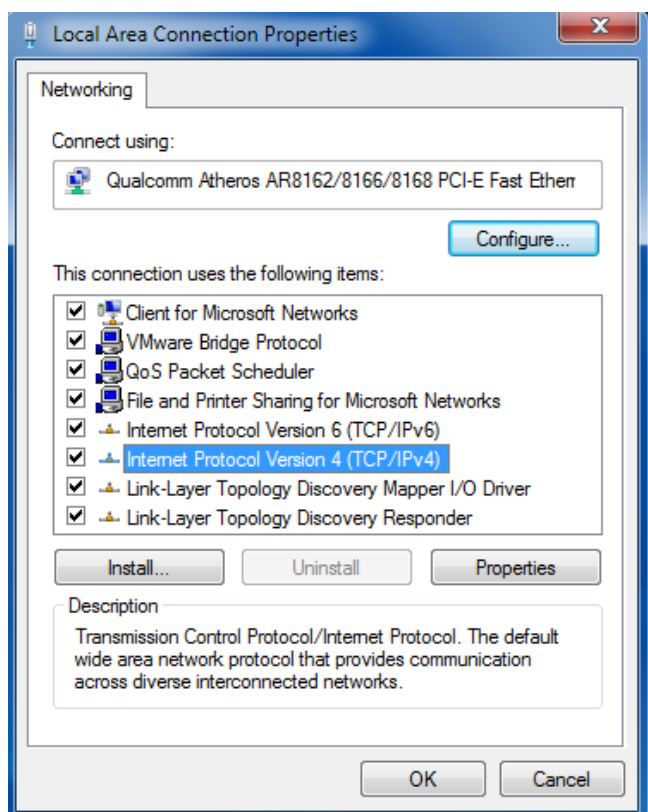 Local Area Connection Properties
Networking
Connect using:
Qualcomm Atheros AR8162/8166/8168 PCI-E Fast Ethern
Configure...
This connection uses the following items:
Client for Microsoft Networks
VMware Bridge Protocol
QoS Packet Scheduler
File and Printer Sharing for Microsoft Networks
Internet Protocol Version 6 (TCP/IPv6)
Internet Protocol Version 4 (TCP/IPv4)
Link-Layer Topology Discovery Mapper I/O Driver
Link-Layer Topology Discovery Responder
Install...
Uninstall
Properties
Description
Transmission Control Protocol/Internet Protocol. The default
wide area network protocol that provides communication
across diverse interconnected networks.
OK
Cancel